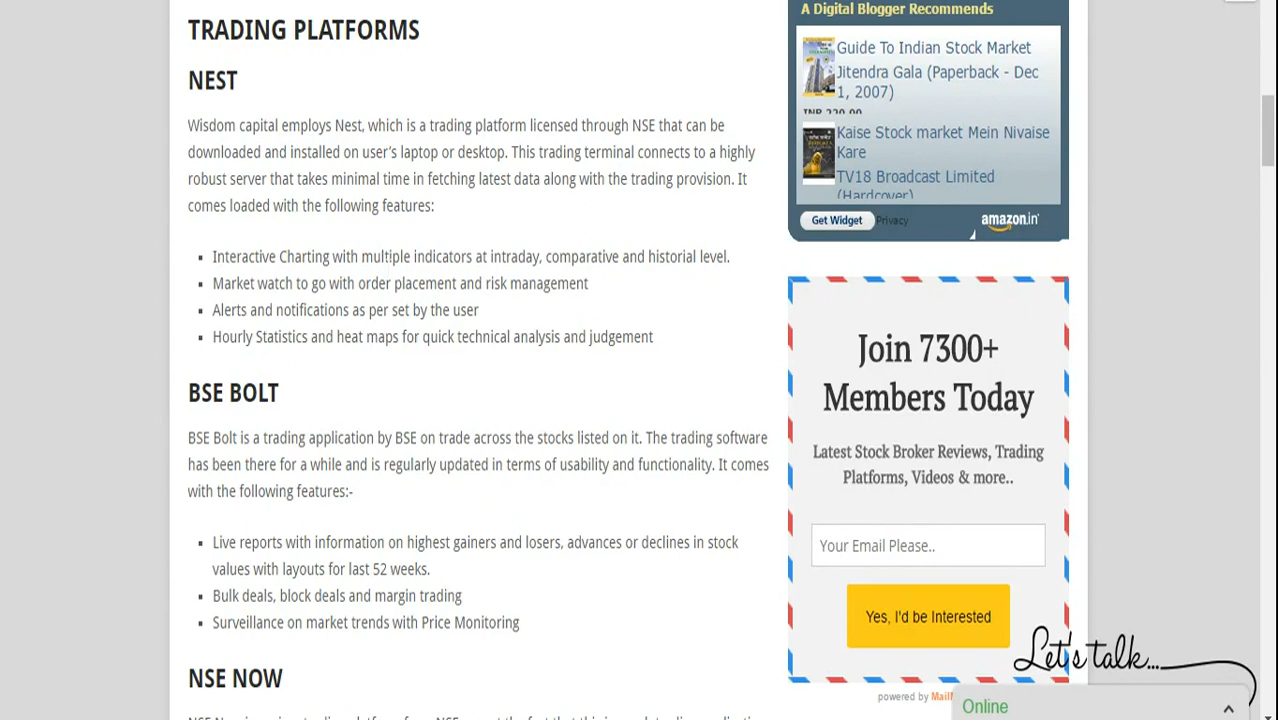 TRADING PLATFORMS
NEST
Wisdom capital employs Nest, which is a trading platform licensed through NSE that can be
downloaded and installed on user's laptop or desktop. This trading terminal connects to a highly
robust server that takes minimal time in fetching latest data along with the trading provision. It
comes loaded with the following features:
Interactive Charting with multiple indicators at intraday, comparative and historial level.
Market watch to go with order placement and risk management
Alerts and notifications as per set by the user
Hourly Statistics and heat maps for quick technical analysis and judgement
BSE BOLT
BSE Bolt is a trading application by BSE on trade across the stocks listed on it. The trading software
has been there for a while and is regularly updated in terms of usability and functionality. It comes
with the following features:-
Live reports with information on highest gainers and losers, advances or declines in stock
values with layouts for last 52 weeks.
Bulk deals, block deals and margin trading
Surveillance on market trends with Price Monitoring
NSE NOW
A Digital Blogger Recommends
Guide To Indian Stock Market
Jitendra Gala (Paperback - Dec
1, 2007)
Kaise Stock market Mein Nivaise
Kare
TV18 Broadcast Limited
(Hardcover)
Get Widget Privacy
amazon.in
Join 7300+
Members Today
Latest Stock Broker Reviews, Trading
Platforms, Videos & more..
Your Email Please..
Yes, I'd be Interested
Let's talk...
powered by
Online